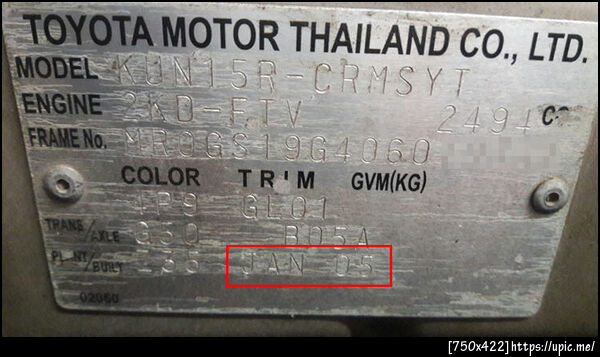 TOYOTA MOTOR THAILAND CO., LTD.
MODEL KUN15R-CRMSYT
ENGINE 2KD-FTV 2494 CC
FRAME No. MR0GS19G4060
COLOR TRIM GVM(KG)
4P9 GL01
TRANS/AXLE G50 B05A
PLANT/BUILT JAN 05
02060
[750x422]https://upic.me/